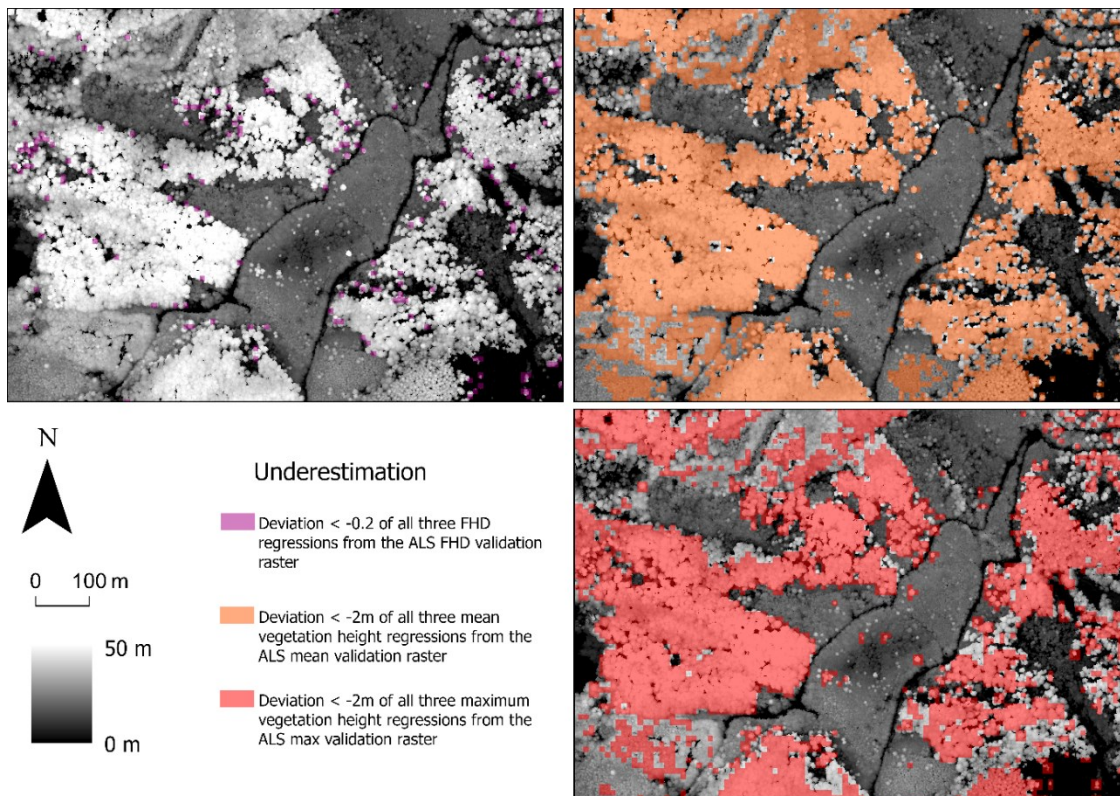 N
0 100 m
50 m
0 m
Underestimation
Deviation < -0.2 of all three FHD
regressions from the ALS FHD validation
raster
Deviation < -2m of all three mean
vegetation height regressions from the
ALS mean validation raster
Deviation < -2m of all three maximum
vegetation height regressions from the
ALS max validation raster